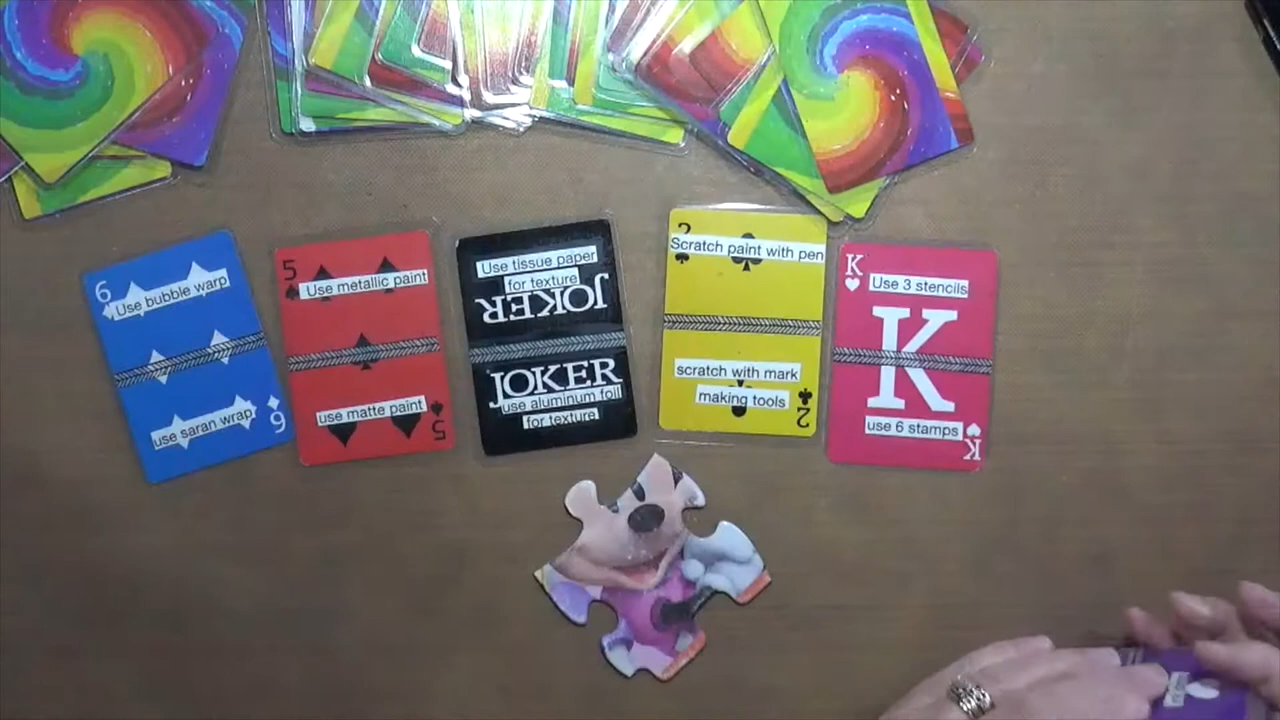 6
Use bubble warp
use saran wrap
6
5
Use metallic paint
use matte paint
5
Use tissue paper
for texture
JOKER
JOKER
use aluminum foil
for texture
2
Scratch paint with pen
scratch with mark
making tools
2
K
Use 3 stencils
K
use 6 stamps
K